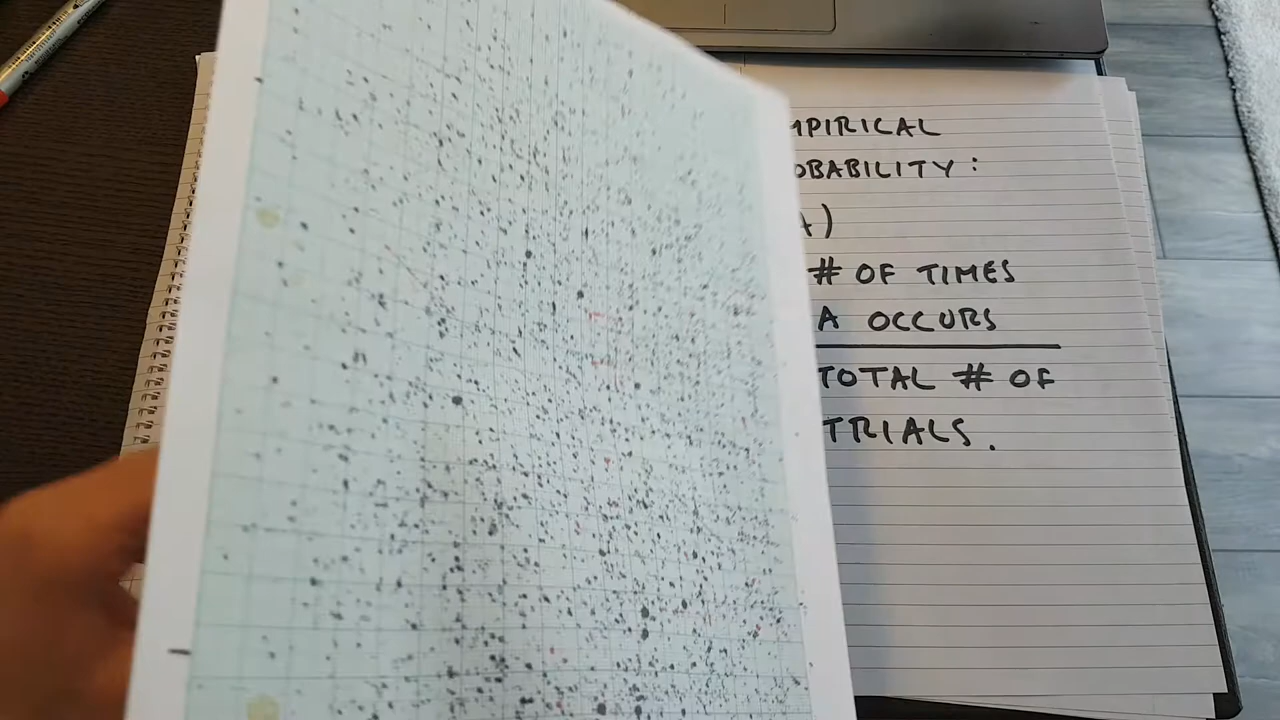 MPIRICAL
OBABILITY:
A)
# OF TIMES
A OCCURS
TOTAL # OF
TRIALS.